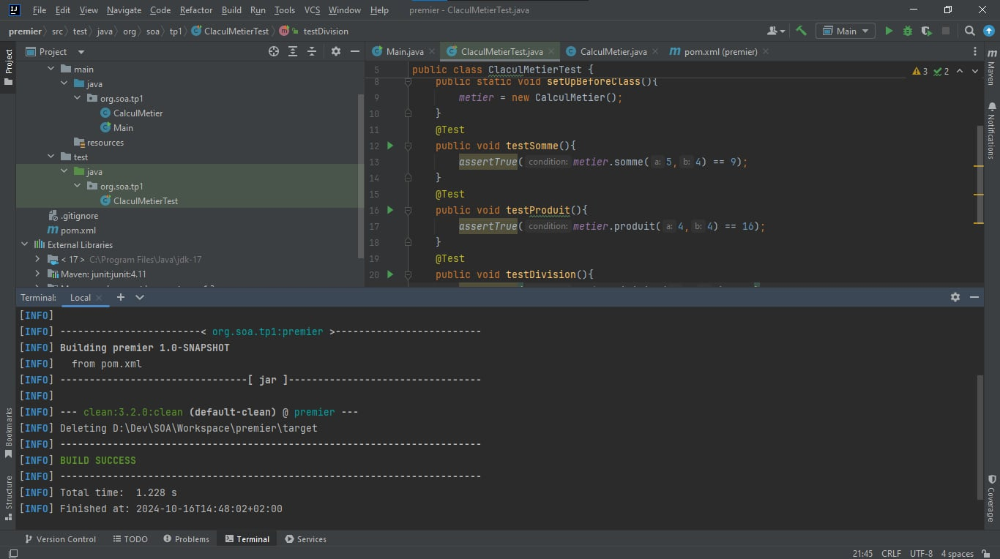 File Edit View Navigate Code Refactor Build Run Tools VCS Window Help premier - ClaculMetierTest.java
premier src test java org soa tp1 ClaculMetierTest testDivision Main
Project
Project
Main.java ClaculMetierTest.java CalculMetier.java pom.xml (premier)
main
java
org.soa.tp1
CalculMetier
Main
resources
test
java
org.soa.tp1
ClaculMetierTest
.gitignore
pom.xml
External Libraries
< 17 > C:\Program Files\Java\jdk-17
Maven: junit:junit:4.11
5 public class ClaculMetierTest {
3 2
8 public static void setUpBeforeClass(){
9 metier = new CalculMetier();
10 }
11 @Test
12 public void testSomme(){
13 assertTrue( condition: metier.somme( a: 5, b: 4) == 9);
14 }
15 @Test
16 public void testProduit(){
17 assertTrue( condition: metier.produit( a: 4, b: 4) == 16);
18 }
19 @Test
20 public void testDivision(){
Maven
Notifications
Coverage
Terminal: Local
[INFO]
[INFO] ------------------------< org.soa.tp1:premier >-------------------------
[INFO] Building premier 1.0-SNAPSHOT
[INFO]   from pom.xml
[INFO] --------------------------------[ jar ]---------------------------------
[INFO]
[INFO] --- clean:3.2.0:clean (default-clean) @ premier ---
[INFO] Deleting D:\Dev\SOA\Workspace\premier\target
[INFO] ------------------------------------------------------------------------
[INFO] BUILD SUCCESS
[INFO] ------------------------------------------------------------------------
[INFO] Total time:  1.228 s
[INFO] Finished at: 2024-10-16T14:48:02+02:00
Bookmarks
Structure
Version Control TODO Problems Terminal Services
21:45 CRLF UTF-8 4 spaces